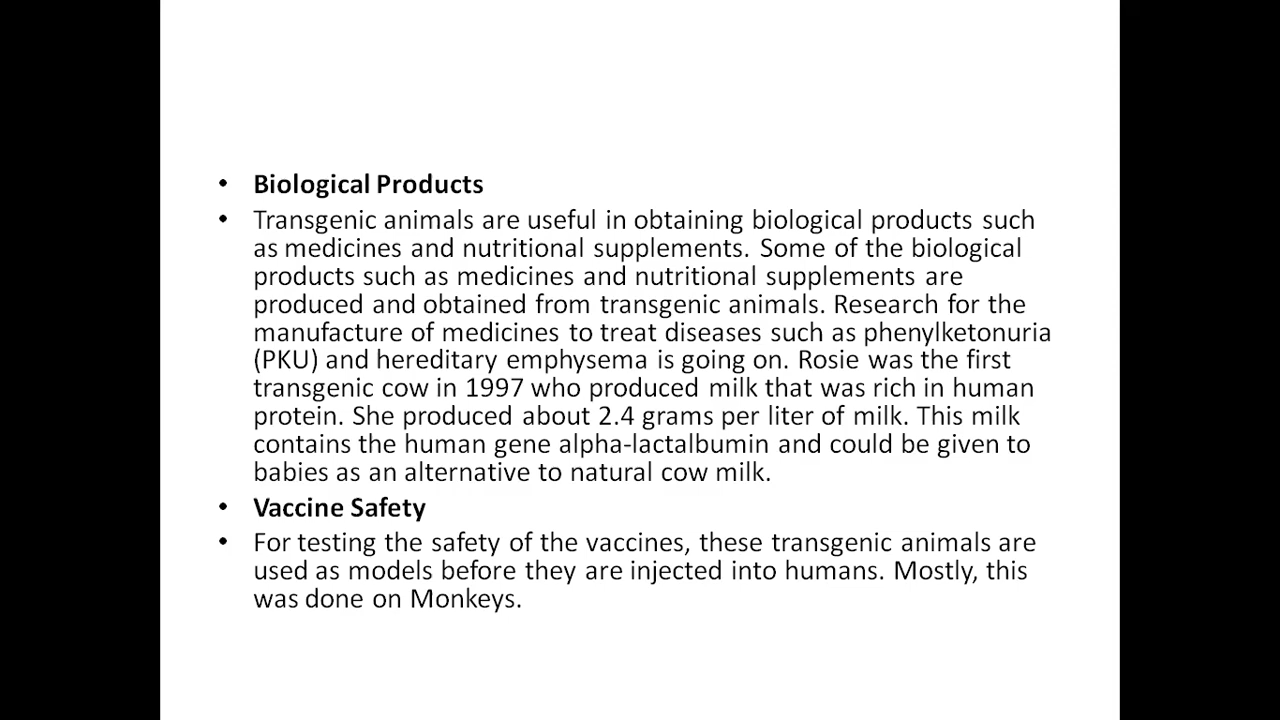 • Biological Products
• Transgenic animals are useful in obtaining biological products such
as medicines and nutritional supplements. Some of the biological
products such as medicines and nutritional supplements are
produced and obtained from transgenic animals. Research for the
manufacture of medicines to treat diseases such as phenylketonuria
(PKU) and hereditary emphysema is going on. Rosie was the first
transgenic cow in 1997 who produced milk that was rich in human
protein. She produced about 2.4 grams per liter of milk. This milk
contains the human gene alpha-lactalbumin and could be given to
babies as an alternative to natural cow milk.
• Vaccine Safety
• For testing the safety of the vaccines, these transgenic animals are
used as models before they are injected into humans. Mostly, this
was done on Monkeys.